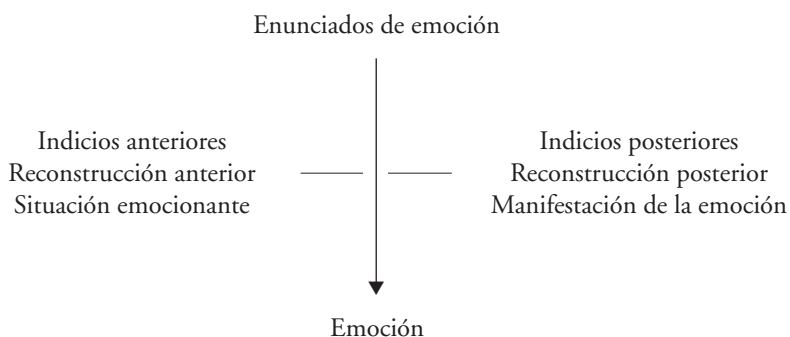 Enunciados de emoción
Indicios anteriores
Reconstrucción anterior
Situación emocionante
Indicios posteriores
Reconstrucción posterior
Manifestación de la emoción
Emoción